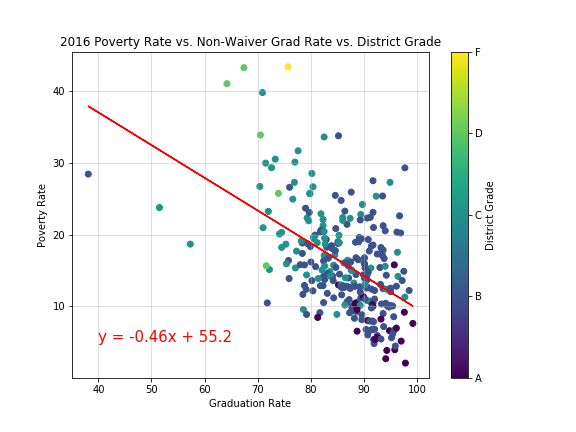 2016 Poverty Rate vs. Non-Waiver Grad Rate vs. District Grade
F
40
D
30
Poverty Rate
District Grade
C
20
B
10
y = -0.46x + 55.2
A
40 50 60 70 80 90 100
Graduation Rate